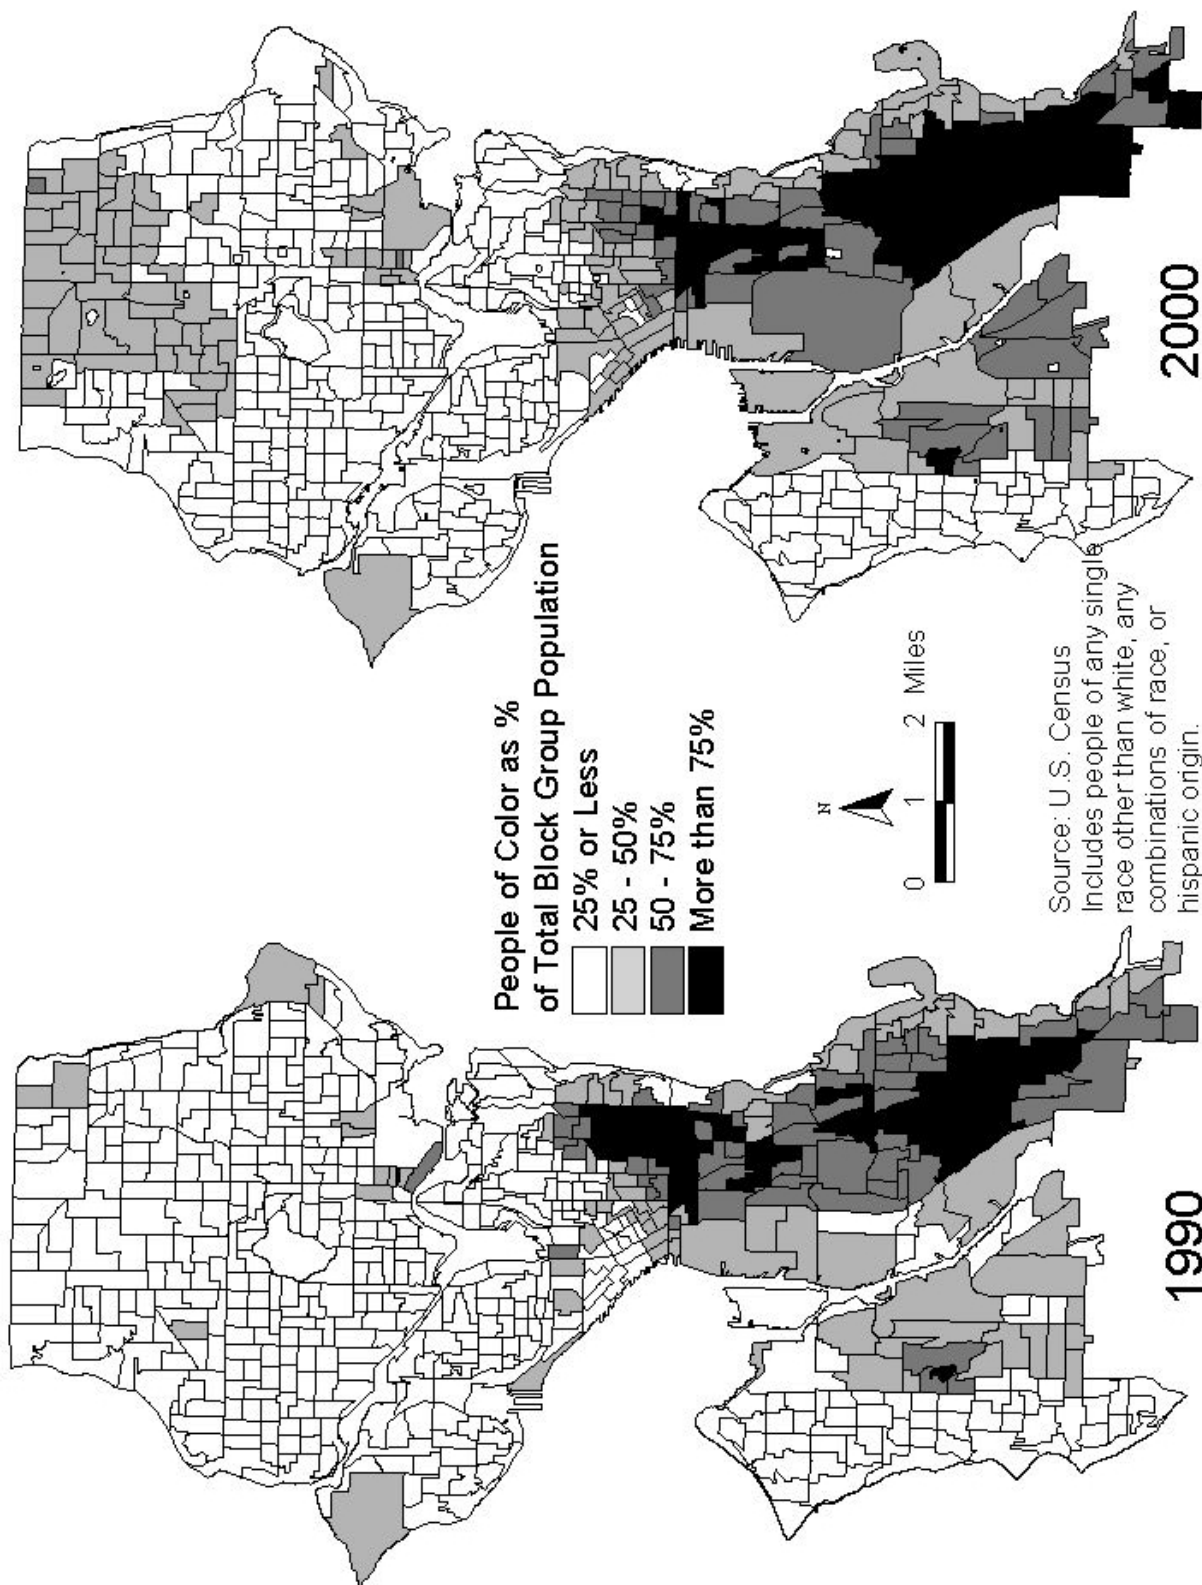 People of Color as %
of Total Block Group Population
25% or Less
25 - 50%
50 - 75%
More than 75%
N
0 1 2 Miles
Source: U.S. Census
Includes people of any single
race other than white, any
combinations of race, or
hispanic origin.
1990
2000